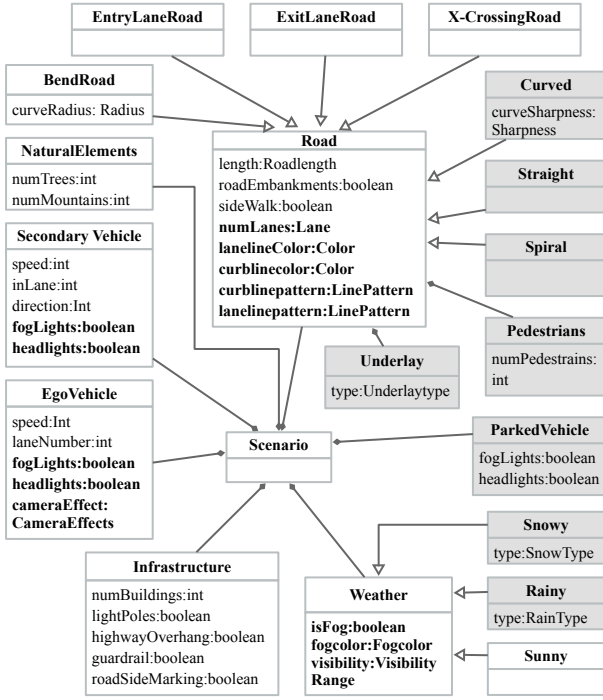 EntryLaneRoad
ExitLaneRoad
X-CrossingRoad
BendRoad
curveRadius: Radius
Curved
curveSharpness:
Sharpness
Road
length:Roadlength
roadEmbankments:boolean
sideWalk:boolean
numLanes:Lane
lanelineColor:Color
curblinecolor:Color
curblinepattern:LinePattern
lanelinepattern:LinePattern
NaturalElements
numTrees:int
numMountains:int
Straight
Secondary Vehicle
speed:int
inLane:int
direction:Int
fogLights:boolean
headlights:boolean
Spiral
Pedestrians
numPedestrains:
int
Underlay
type:Underlaytype
EgoVehicle
speed:Int
laneNumber:int
fogLights:boolean
headlights:boolean
cameraEffect:
CameraEffects
Scenario
ParkedVehicle
fogLights:boolean
headlights:boolean
Snowy
type:SnowType
Infrastructure
numBuildings:int
lightPoles:boolean
highwayOverhang:boolean
guardrail:boolean
roadSideMarking:boolean
Weather
isFog:boolean
fogcolor:Fogcolor
visibility:Visibility
Range
Rainy
type:RainType
Sunny